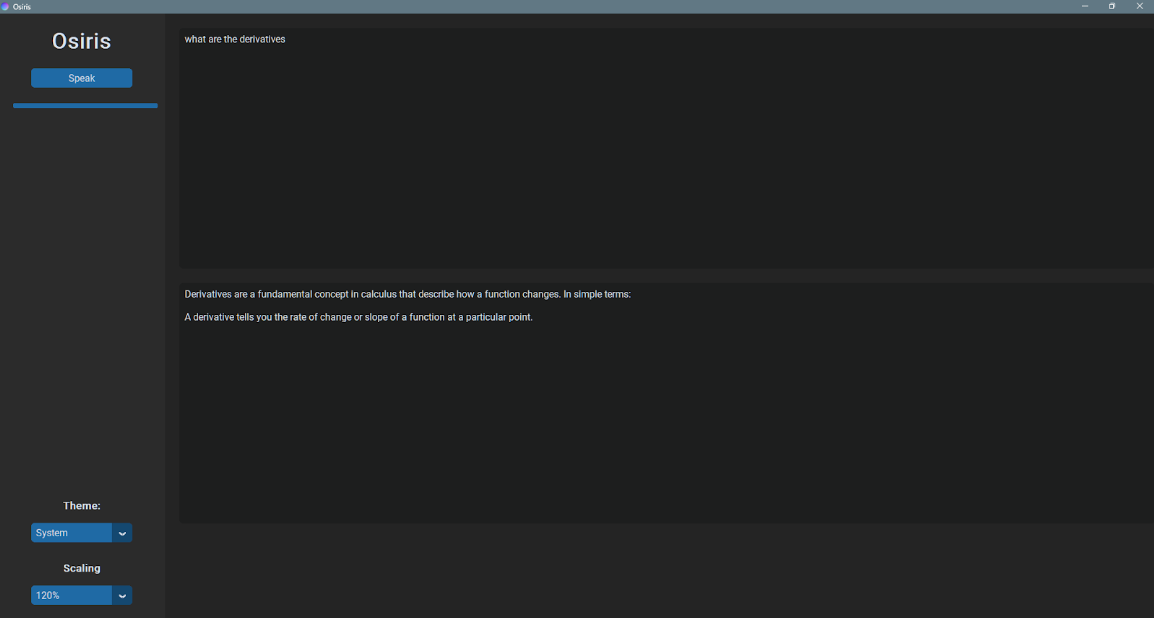 Osiris
Osiris
Speak
what are the derivatives
Derivatives are a fundamental concept in calculus that describe how a function changes. In simple terms:
A derivative tells you the rate of change or slope of a function at a particular point.
Theme:
System
Scaling
120%